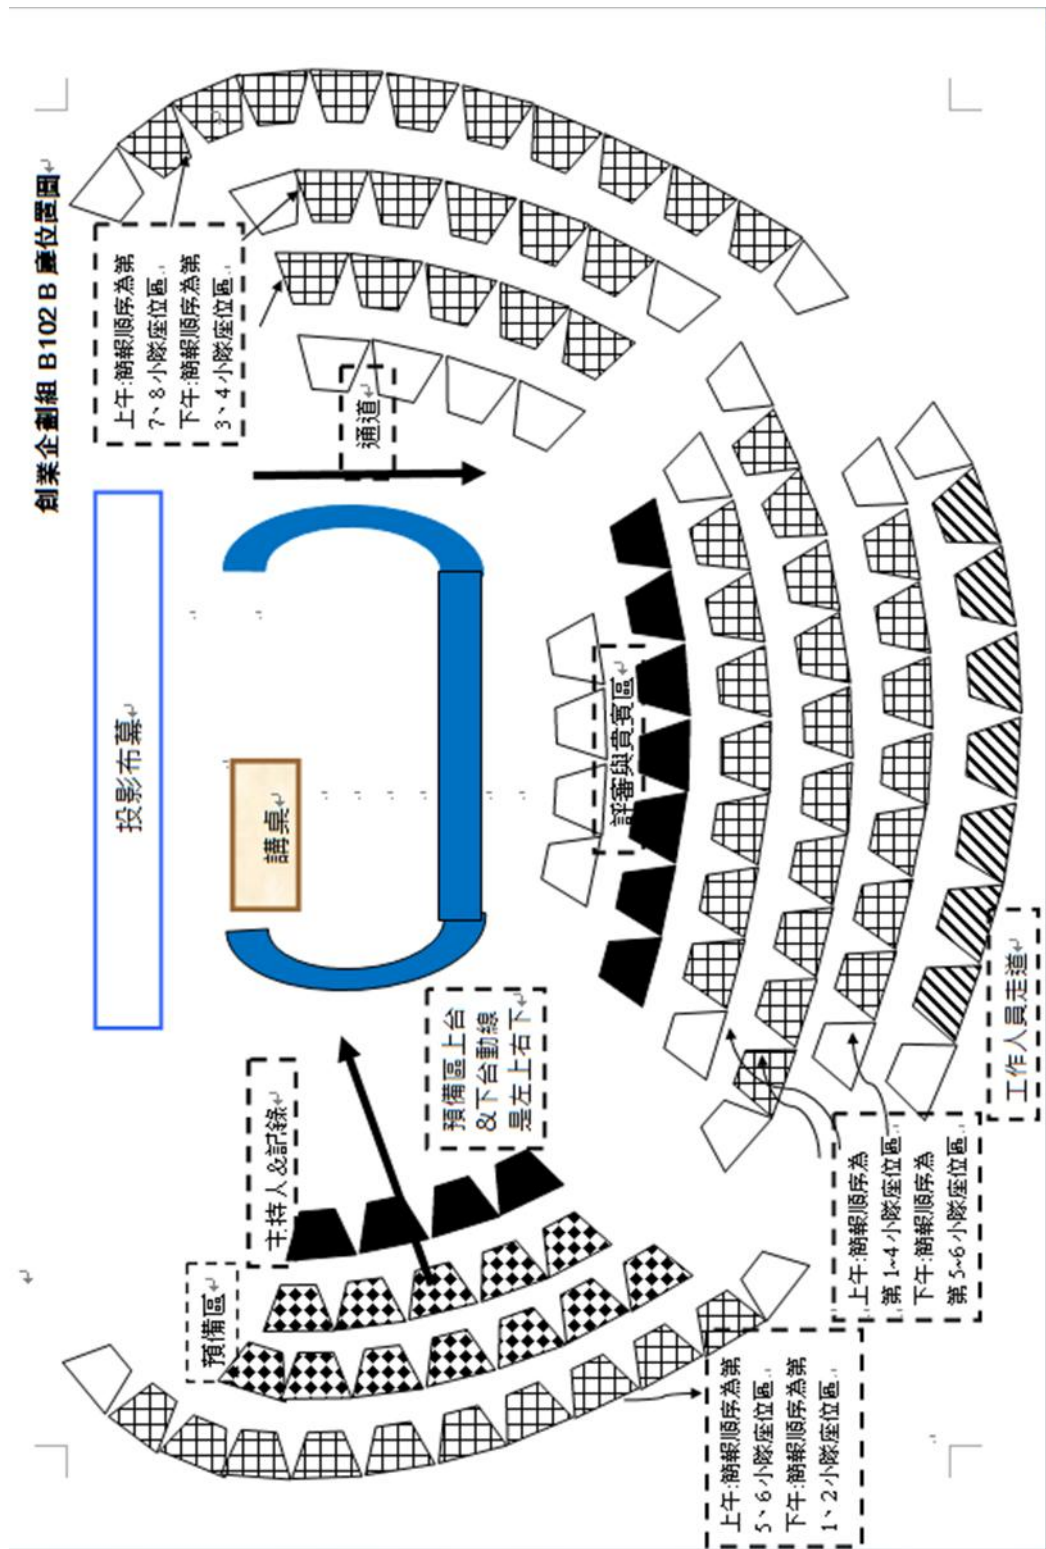 創業企劃組 B102 B 廳位置圖
上午:簡報順序為第
7、8 小隊座位區
下午:簡報順序為第
3、4 小隊座位區
通道
投影布幕
講桌
評審與貴賓區
主持人&記錄
預備區上台
&下台動線
是左上右下
預備區
工作人員走道
上午:簡報順序為
第 1~4 小隊座位區
下午:簡報順序為
第 5~6 小隊座位區
上午:簡報順序為第
5、6 小隊座位區
下午:簡報順序為第
1、2 小隊座位區